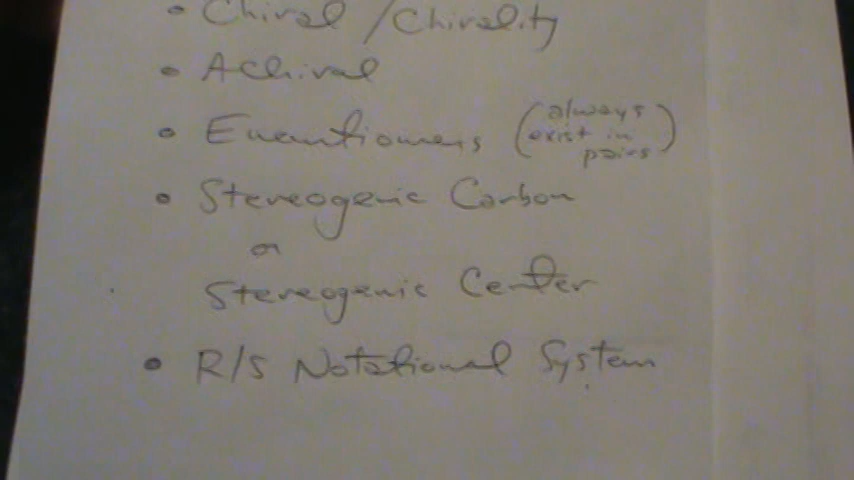 • Chiral / Chirality
• Achiral
• Enantiomers (always exist in pairs)
• Stereogenic Carbon
or
Stereogenic Center
• R/S Notational System